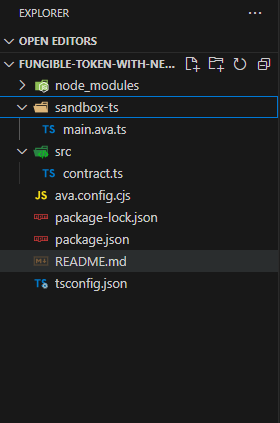 EXPLORER
OPEN EDITORS
FUNGIBLE-TOKEN-WITH-NE...
node_modules
sandbox-ts
TS main.ava.ts
src
TS contract.ts
JS ava.config.cjs
package-lock.json
package.json
README.md
TS tsconfig.json